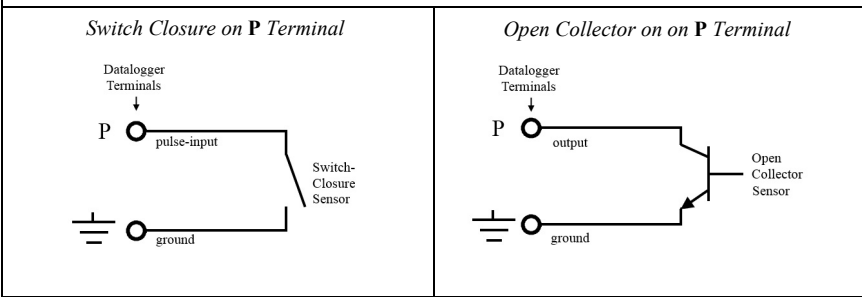 Switch Closure on P Terminal
Datalogger
Terminals
P
pulse-input
Switch-
Closure
Sensor
ground
Open Collector on on P Terminal
Datalogger
Terminals
P
output
Open
Collector
Sensor
ground